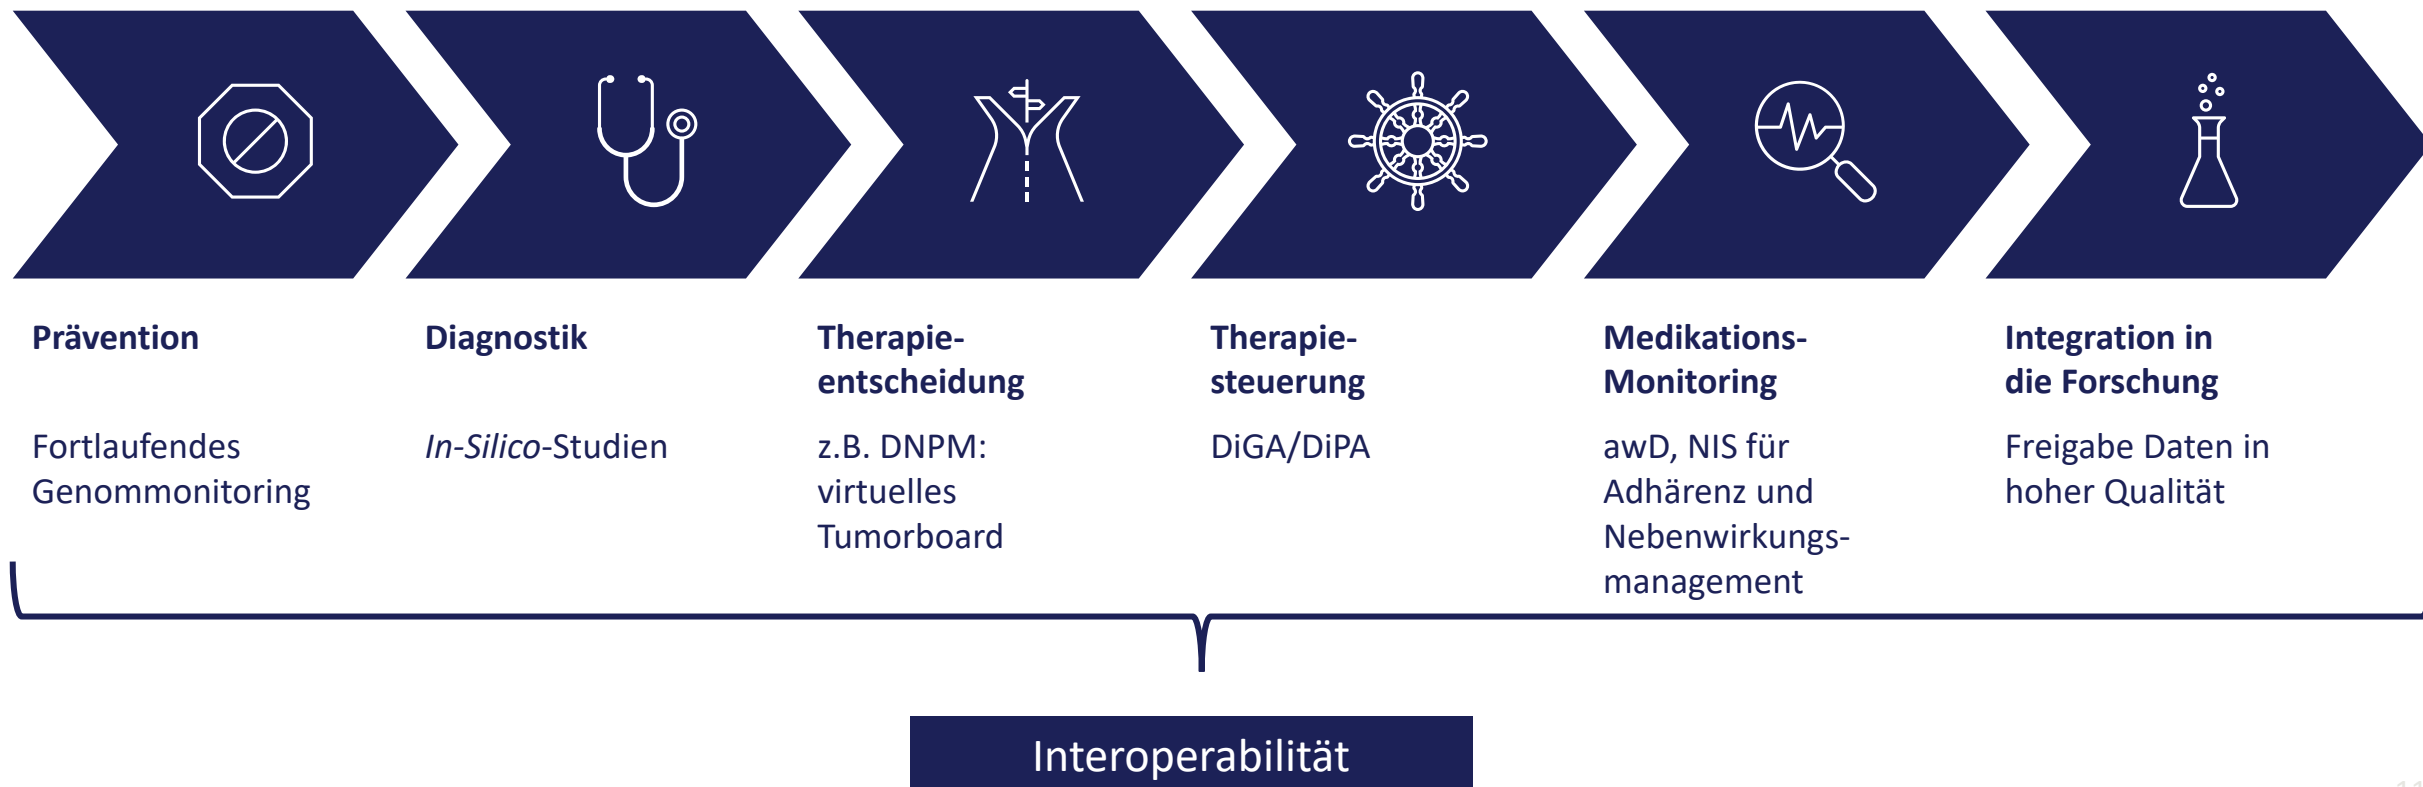 Prävention
Fortlaufendes
Genommonitoring
Diagnostik
In-Silico-Studien
Therapie-
entscheidung
z.B. DNPM:
virtuelles
Tumorboard
Therapie-
steuerung
DiGA/DiPA
Medikations-
Monitoring
awD, NIS für
Adhärenz und
Nebenwirkungs-
management
Integration in
die Forschung
Freigabe Daten in
hoher Qualität
Interoperabilität
11